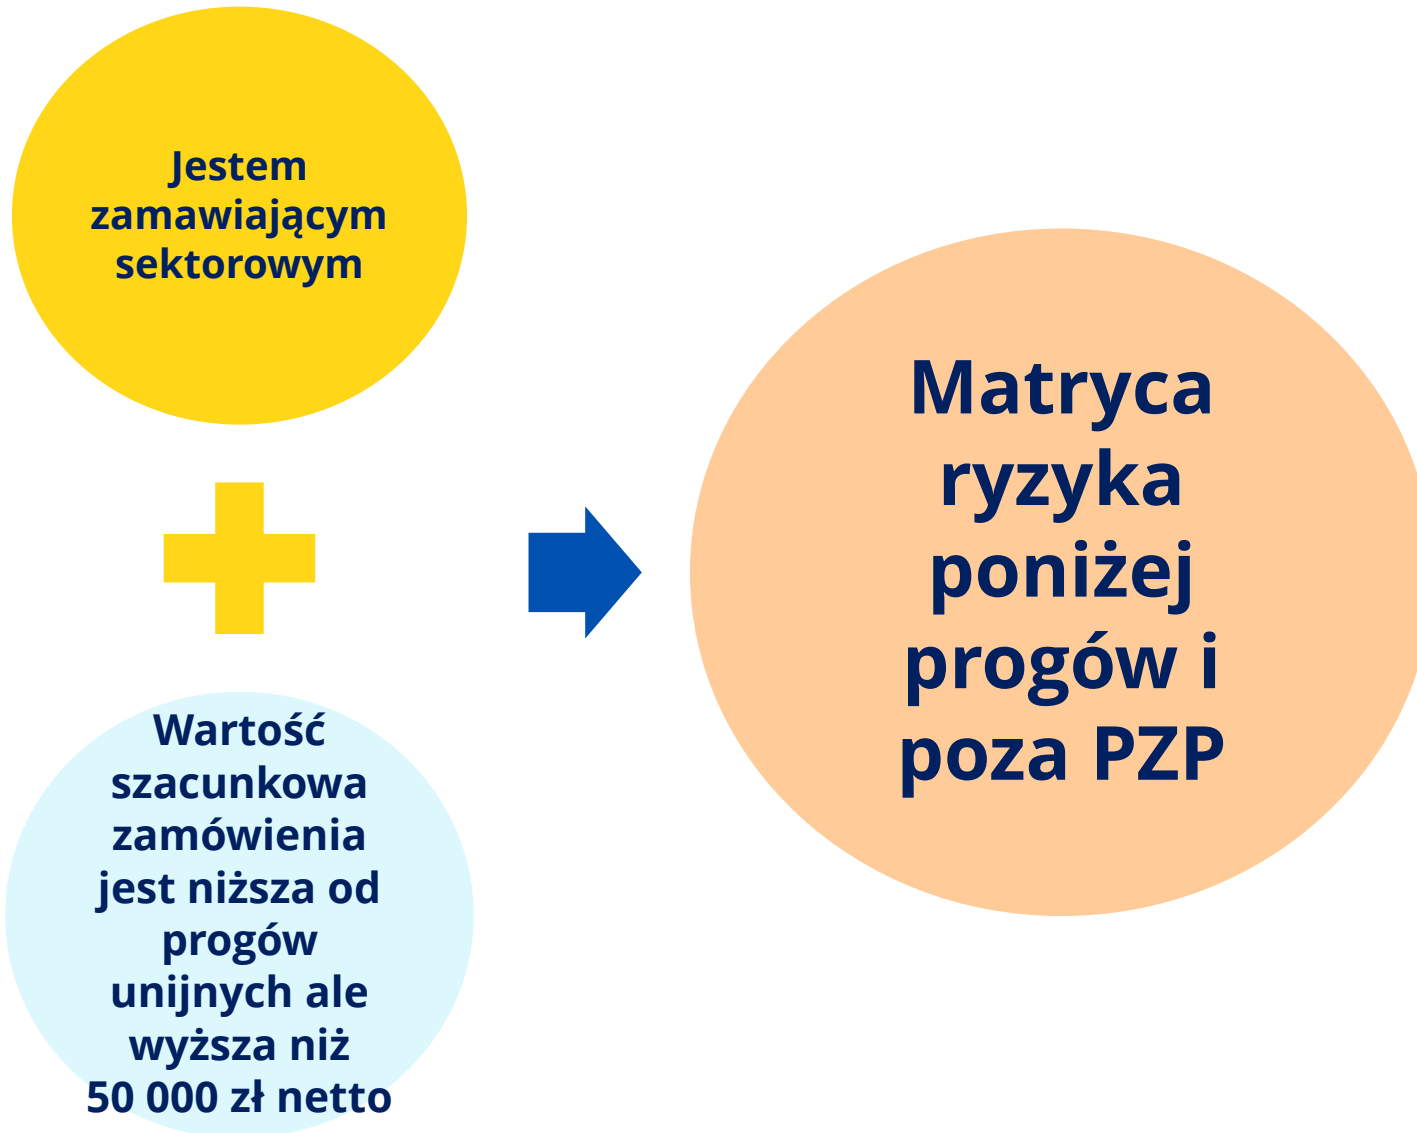 Jestem
zamawiającym
sektorowym
Wartość
szacunkowa
zamówienia
jest niższa od
progów
unijnych ale
wyższa niż
50 000 zł netto
Matryca
ryzyka
poniżej
progów i
poza PZP